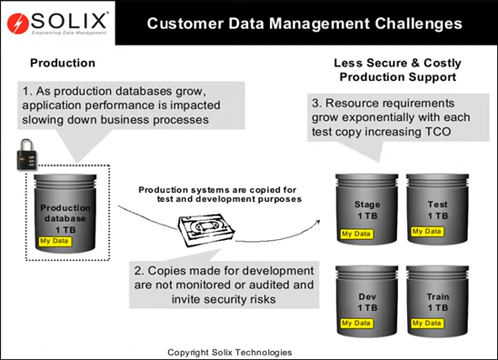 SOLIX®
Empowering Data Management
Customer Data Management Challenges
Production
1. As production databases grow,
application performance is impacted
slowing down business processes
Less Secure & Costly
Production Support
3. Resource requirements
grow exponentially with each
test copy increasing TCO
Production
database
1 TB
My Data
Production systems are copied for
test and development purposes
Stage
1 TB
My Data
Test
1 TB
My Data
2. Copies made for development
are not monitored or audited and
invite security risks
Dev
1 TB
My Data
Train
1 TB
My Data
Copyright Solix Technologies